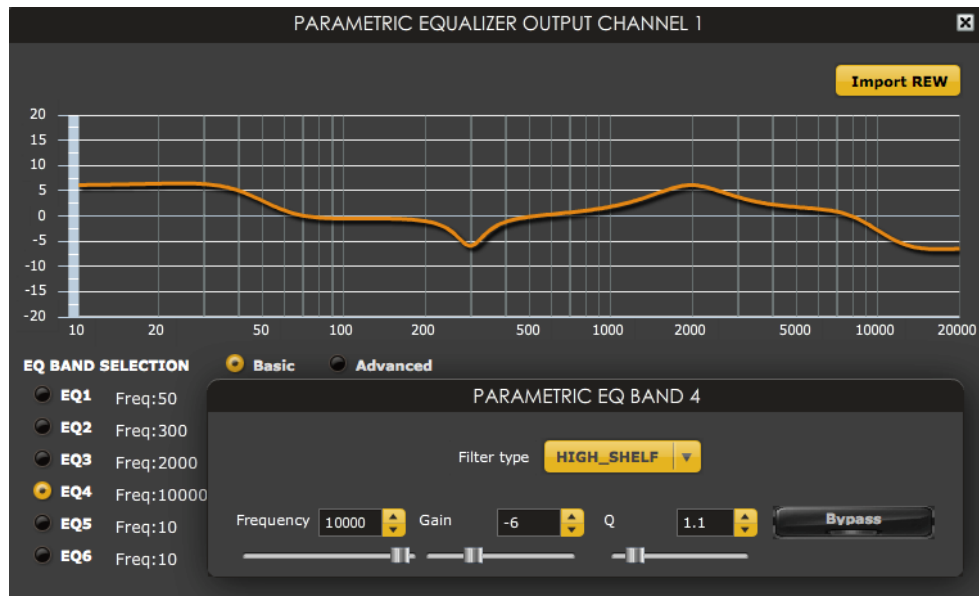 PARAMETRIC EQUALIZER OUTPUT CHANNEL 1
Import REW
20
15
10
5
0
-5
-10
-15
-20
10 20 50 100 200 500 1000 2000 5000 10000 20000
EQ BAND SELECTION Basic Advanced
EQ1 Freq:50
EQ2 Freq:300
EQ3 Freq:2000
EQ4 Freq:10000
EQ5 Freq:10
EQ6 Freq:10
PARAMETRIC EQ BAND 4
Filter type HIGH_SHELF
Frequency 10000 Gain -6 Q 1.1 Bypass